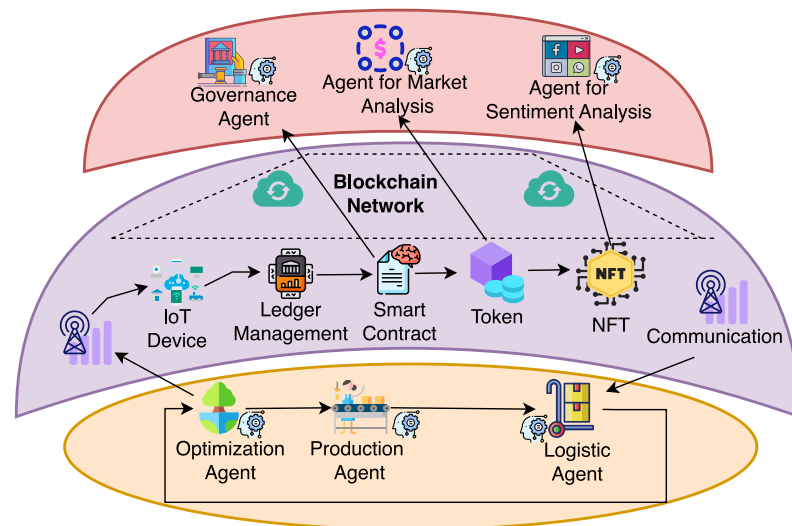 Governance
Agent
Agent for Market
Analysis
Agent for
Sentiment Analysis
Blockchain
Network
IoT
Device
Ledger
Management
Smart
Contract
Token
NFT
NFT
Communication
Optimization
Agent
Production
Agent
Logistic
Agent